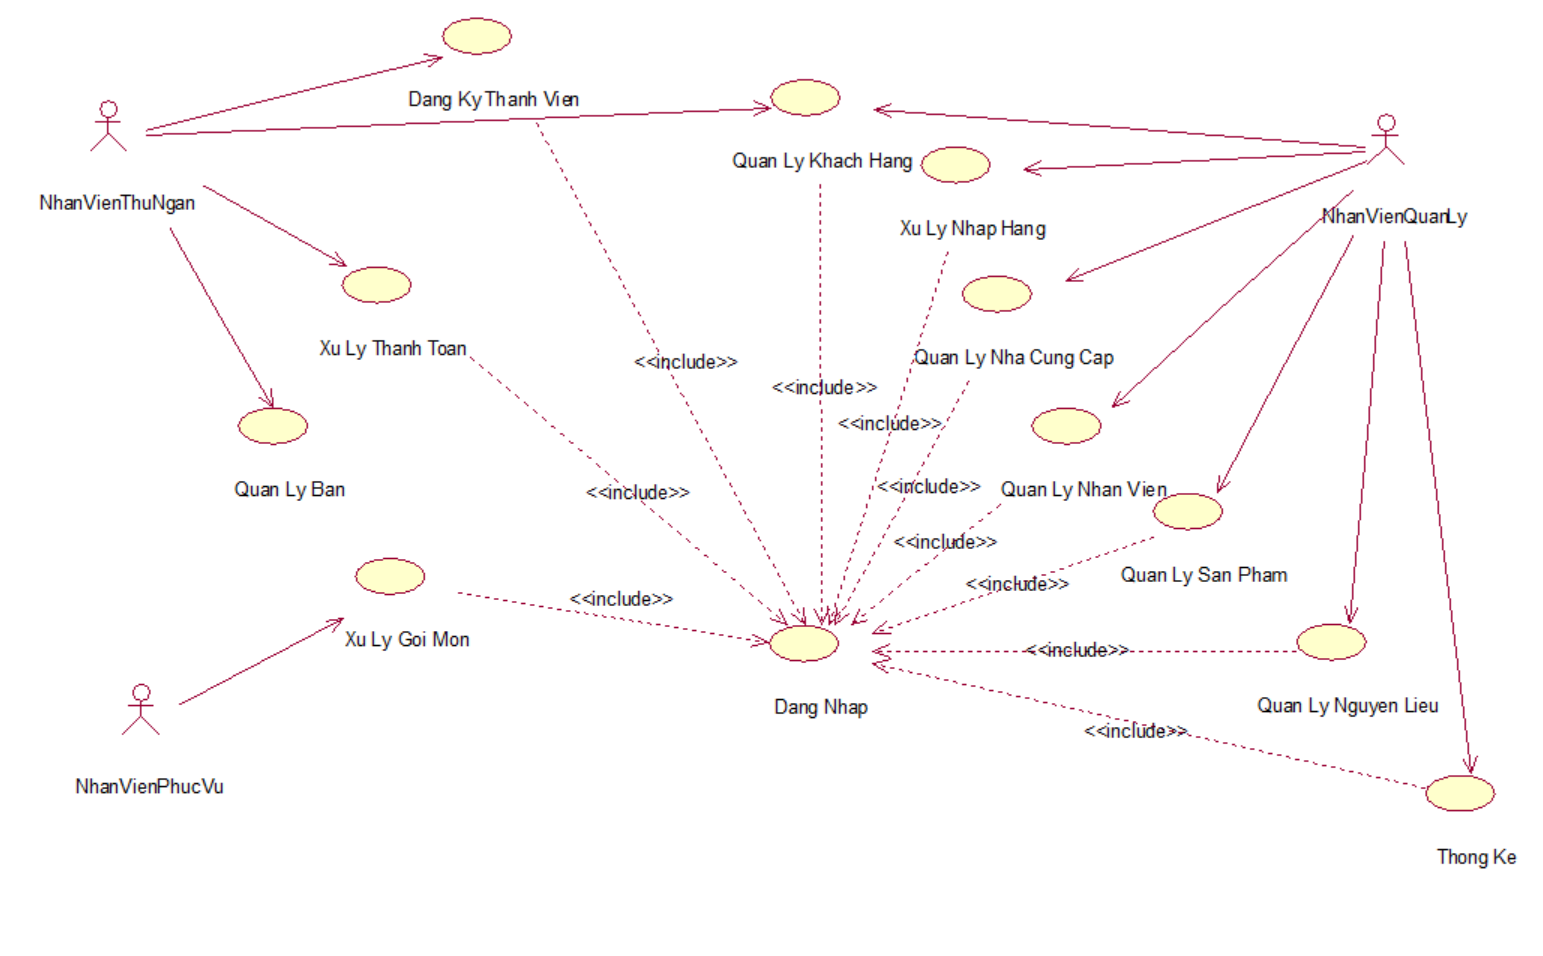 Dang Ky Thanh Vien
Quan Ly Khach Hang
NhanVienThuNgan
Xu Ly Nhap Hang
NhanVienQuanLy
Xu Ly Thanh Toan
<<include>>
Quan Ly Nha Cung Cap
<<include>>
<<include>>
Quan Ly Ban
<<include>>
<<include>>
Quan Ly Nhan Vien
<<include>>
Quan Ly San Pham
<<include>>
<<include>>
Xu Ly Goi Mon
<<include>>
Dang Nhap
Quan Ly Nguyen Lieu
<<include>>
NhanVienPhucVu
Thong Ke